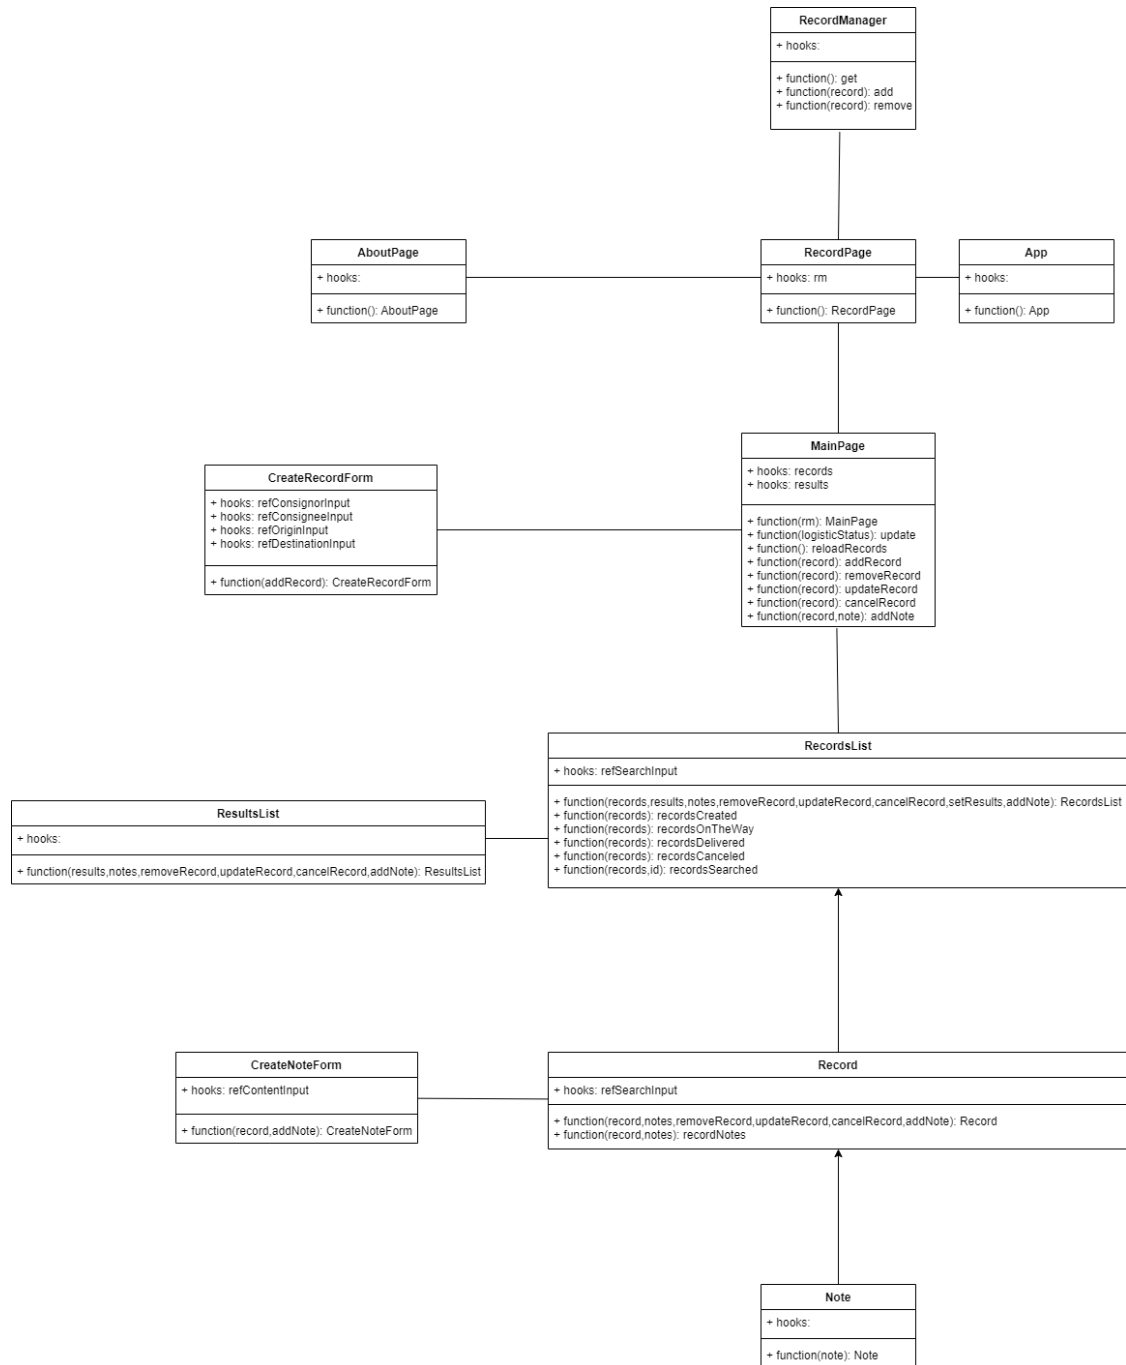 RecordManager
+ hooks:
+ function(): get
+ function(record): add
+ function(record): remove
AboutPage
+ hooks:
+ function(): AboutPage
RecordPage
+ hooks: rm
+ function(): RecordPage
App
+ hooks:
+ function(): App
CreateRecordForm
+ hooks: refConsignorInput
+ hooks: refConsigneeInput
+ hooks: refOriginInput
+ hooks: refDestinationInput
+ function(addRecord): CreateRecordForm
MainPage
+ hooks: records
+ hooks: results
+ function(rm): MainPage
+ function(logisticStatus): update
+ function(): reloadRecords
+ function(record): addRecord
+ function(record): removeRecord
+ function(record): updateRecord
+ function(record): cancelRecord
+ function(record,note): addNote
RecordsList
+ hooks: refSearchInput
+ function(records,results,notes,removeRecord,updateRecord,cancelRecord,setResults,addNote): RecordsList
+ function(records): recordsCreated
+ function(records): recordsOnTheWay
+ function(records): recordsDelivered
+ function(records): recordsCanceled
+ function(records,id): recordsSearched
ResultsList
+ hooks:
+ function(results,notes,removeRecord,updateRecord,cancelRecord,addNote): ResultsList
CreateNoteForm
+ hooks: refContentInput
+ function(record,addNote): CreateNoteForm
Record
+ hooks: refSearchInput
+ function(record,notes,removeRecord,updateRecord,cancelRecord,addNote): Record
+ function(record,notes): recordNotes
Note
+ hooks:
+ function(note): Note